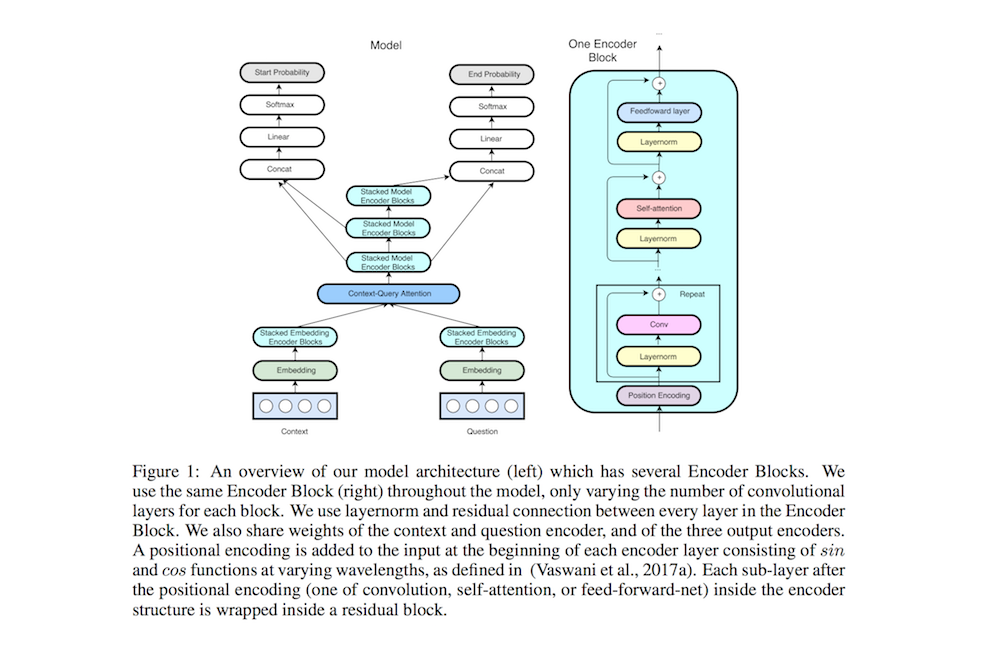 Model
One Encoder
Block
Start Probability
End Probability
Softmax
Softmax
Linear
Linear
Concat
Concat
Stacked Model
Encoder Blocks
Stacked Model
Encoder Blocks
Stacked Model
Encoder Blocks
Context-Query Attention
Stacked Embedding
Encoder Blocks
Stacked Embedding
Encoder Blocks
Embedding
Embedding
Context
Question
...
+
Feedfoward layer
Layernorm
+
Self-attention
Layernorm
...
+
Repeat
Conv
Layernorm
Position Encoding
Figure 1: An overview of our model architecture (left) which has several Encoder Blocks. We
use the same Encoder Block (right) throughout the model, only varying the number of convolutional
layers for each block. We use layernorm and residual connection between every layer in the Encoder
Block. We also share weights of the context and question encoder, and of the three output encoders.
A positional encoding is added to the input at the beginning of each encoder layer consisting of sin
and cos functions at varying wavelengths, as defined in (Vaswani et al., 2017a). Each sub-layer after
the positional encoding (one of convolution, self-attention, or feed-forward-net) inside the encoder
structure is wrapped inside a residual block.